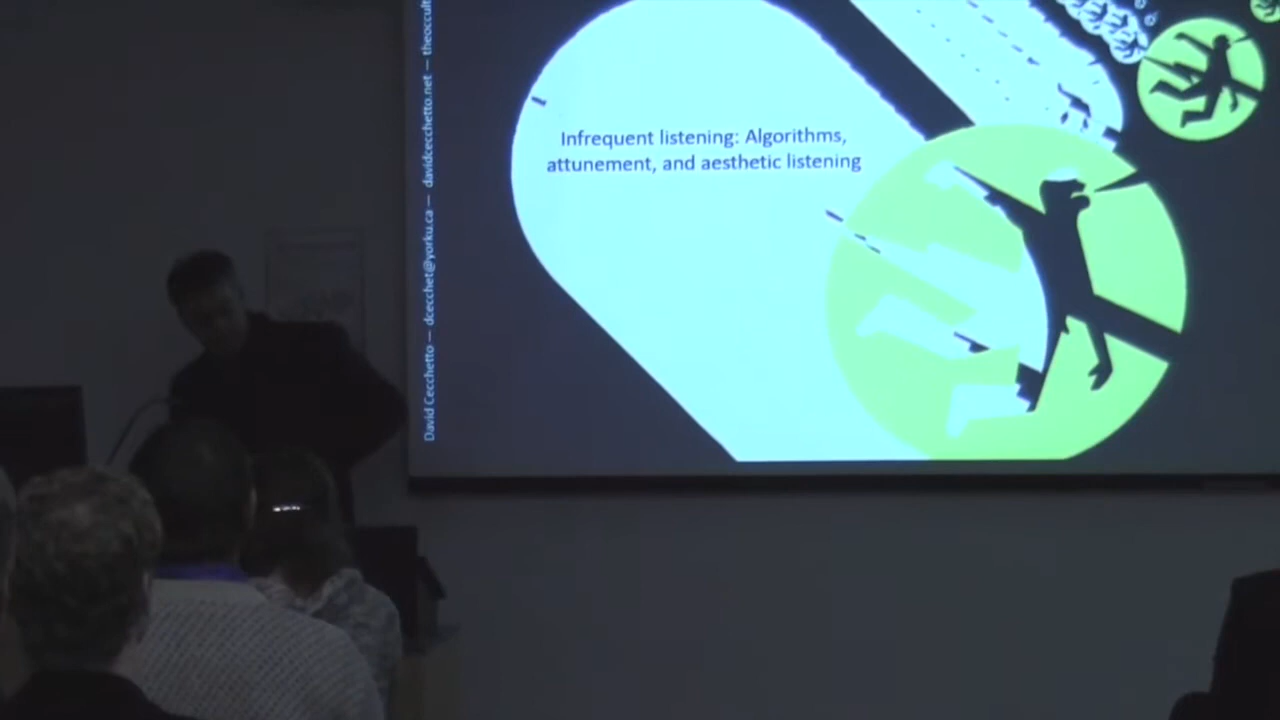 Infrequent listening: Algorithms,
attunement, and aesthetic listening
David Cecchetto — dcecchet@yorku.ca — davidcecchetto.net — theoccult